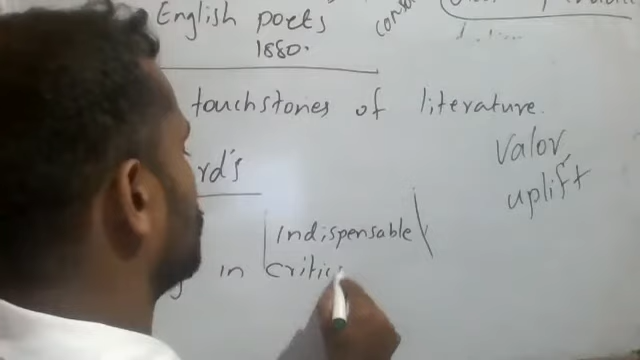 English poets
1880.
touchstones of literature.
Valor,
uplift
rd's
Indispensable
in critic